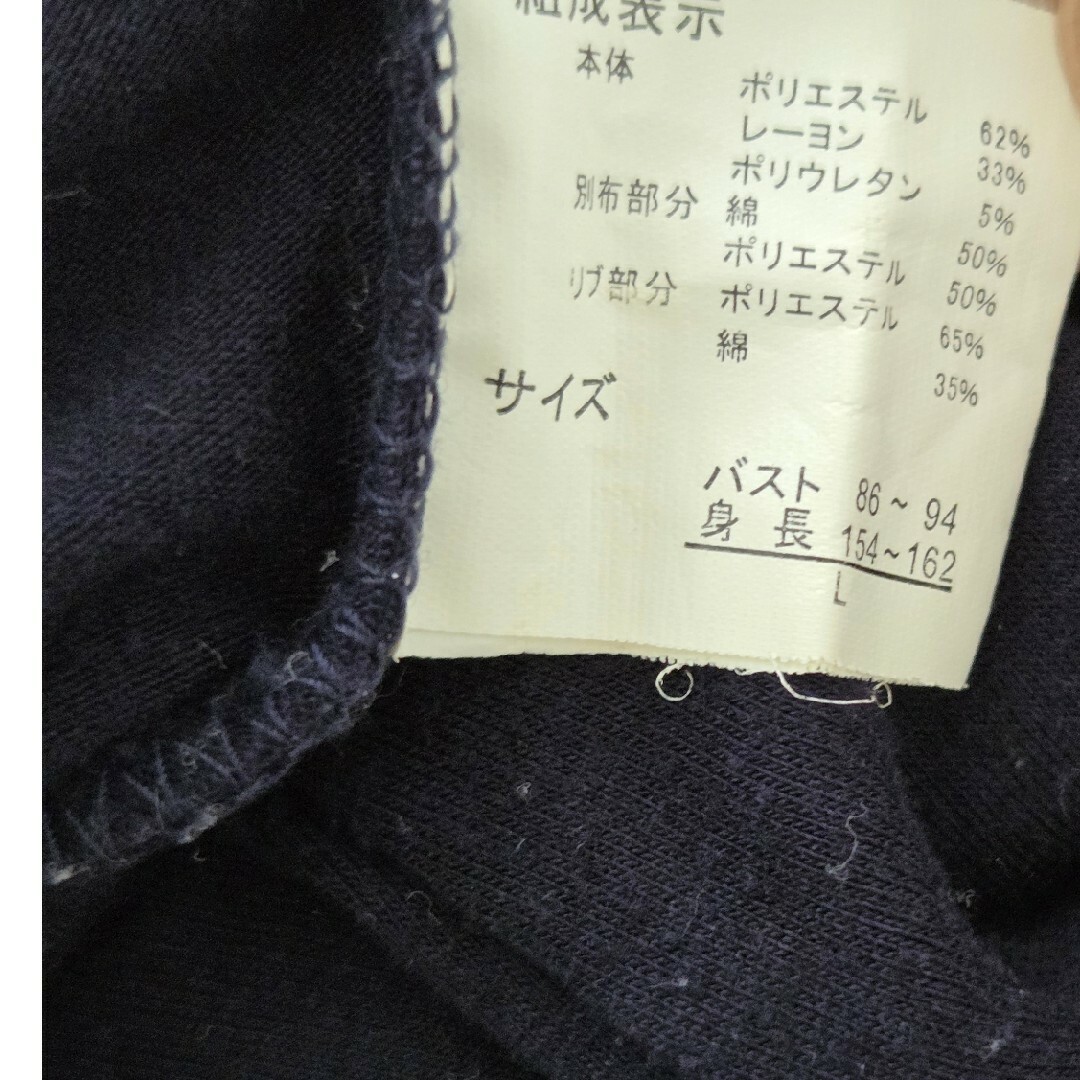 組成表示
本体 ポリエステル 62%
レーヨン 33%
ポリウレタン 5%
別布部分 綿 50%
ポリエステル 50%
リブ部分 ポリエステル 65%
綿 35%
サイズ
バスト 86~94
身長 154~162
L